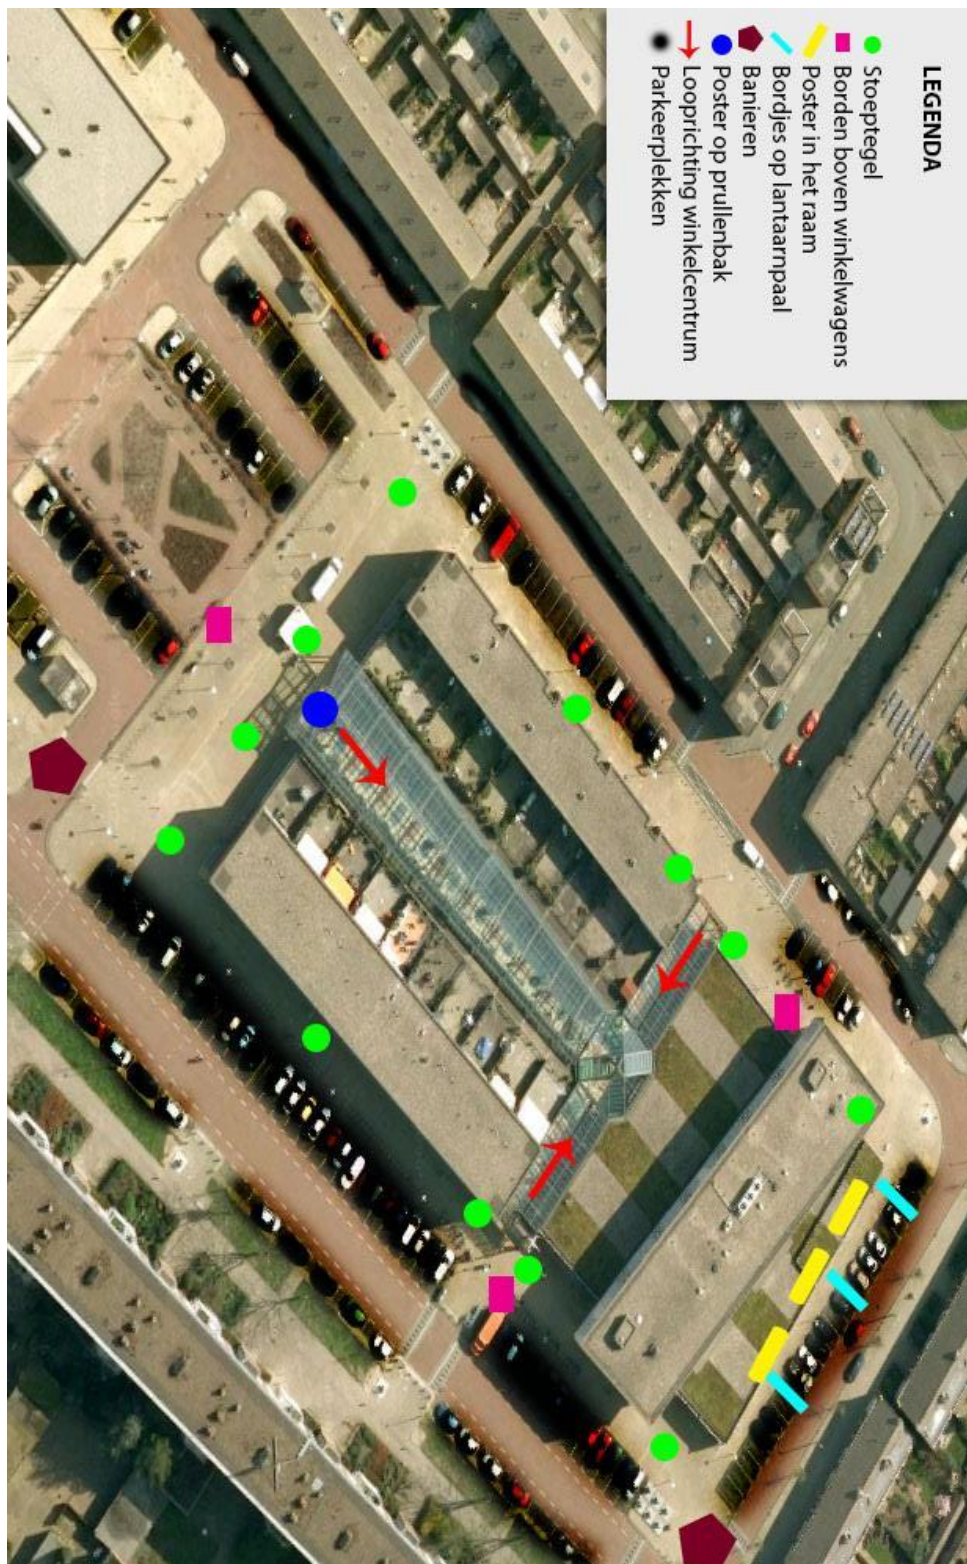 LEGENDA
Stoeptegel
Borden boven winkelwagens
Poster in het raam
Bordjes op lantaarnpaal
Banieren
Poster op prullenbak
Looprichting winkelcentrum
Parkeerplekken